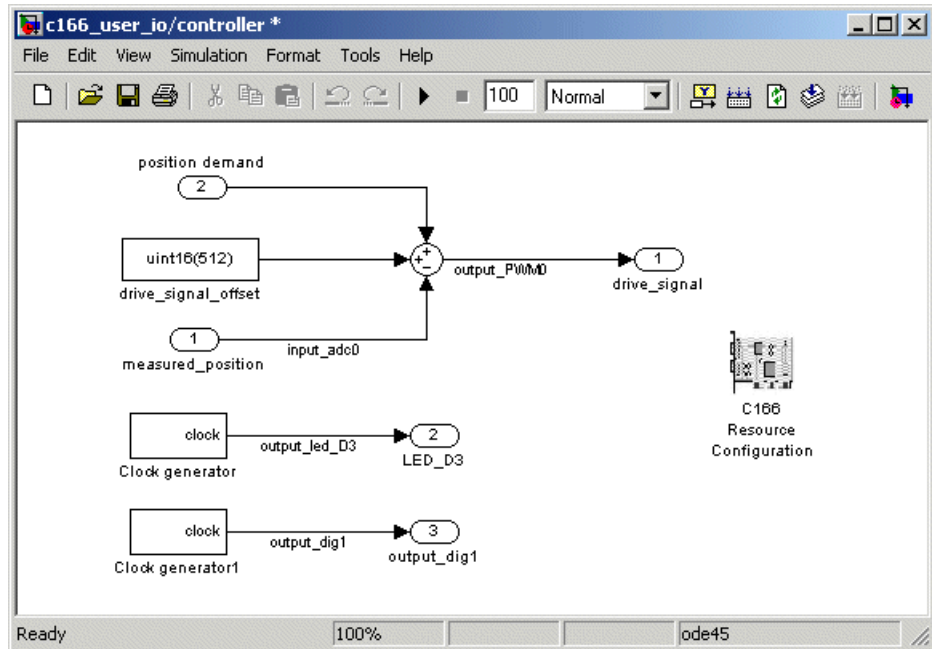 c166_user_io/controller *
File Edit View Simulation Format Tools Help
100 Normal
position demand
2
uint16(512)
drive_signal_offset
+
+
−
output_PWM0
1
drive_signal
1
measured_position
input_adc0
C166
Resource
Configuration
clock
Clock generator
output_led_D3
2
LED_D3
clock
Clock generator1
output_dig1
3
output_dig1
Ready 100% ode45